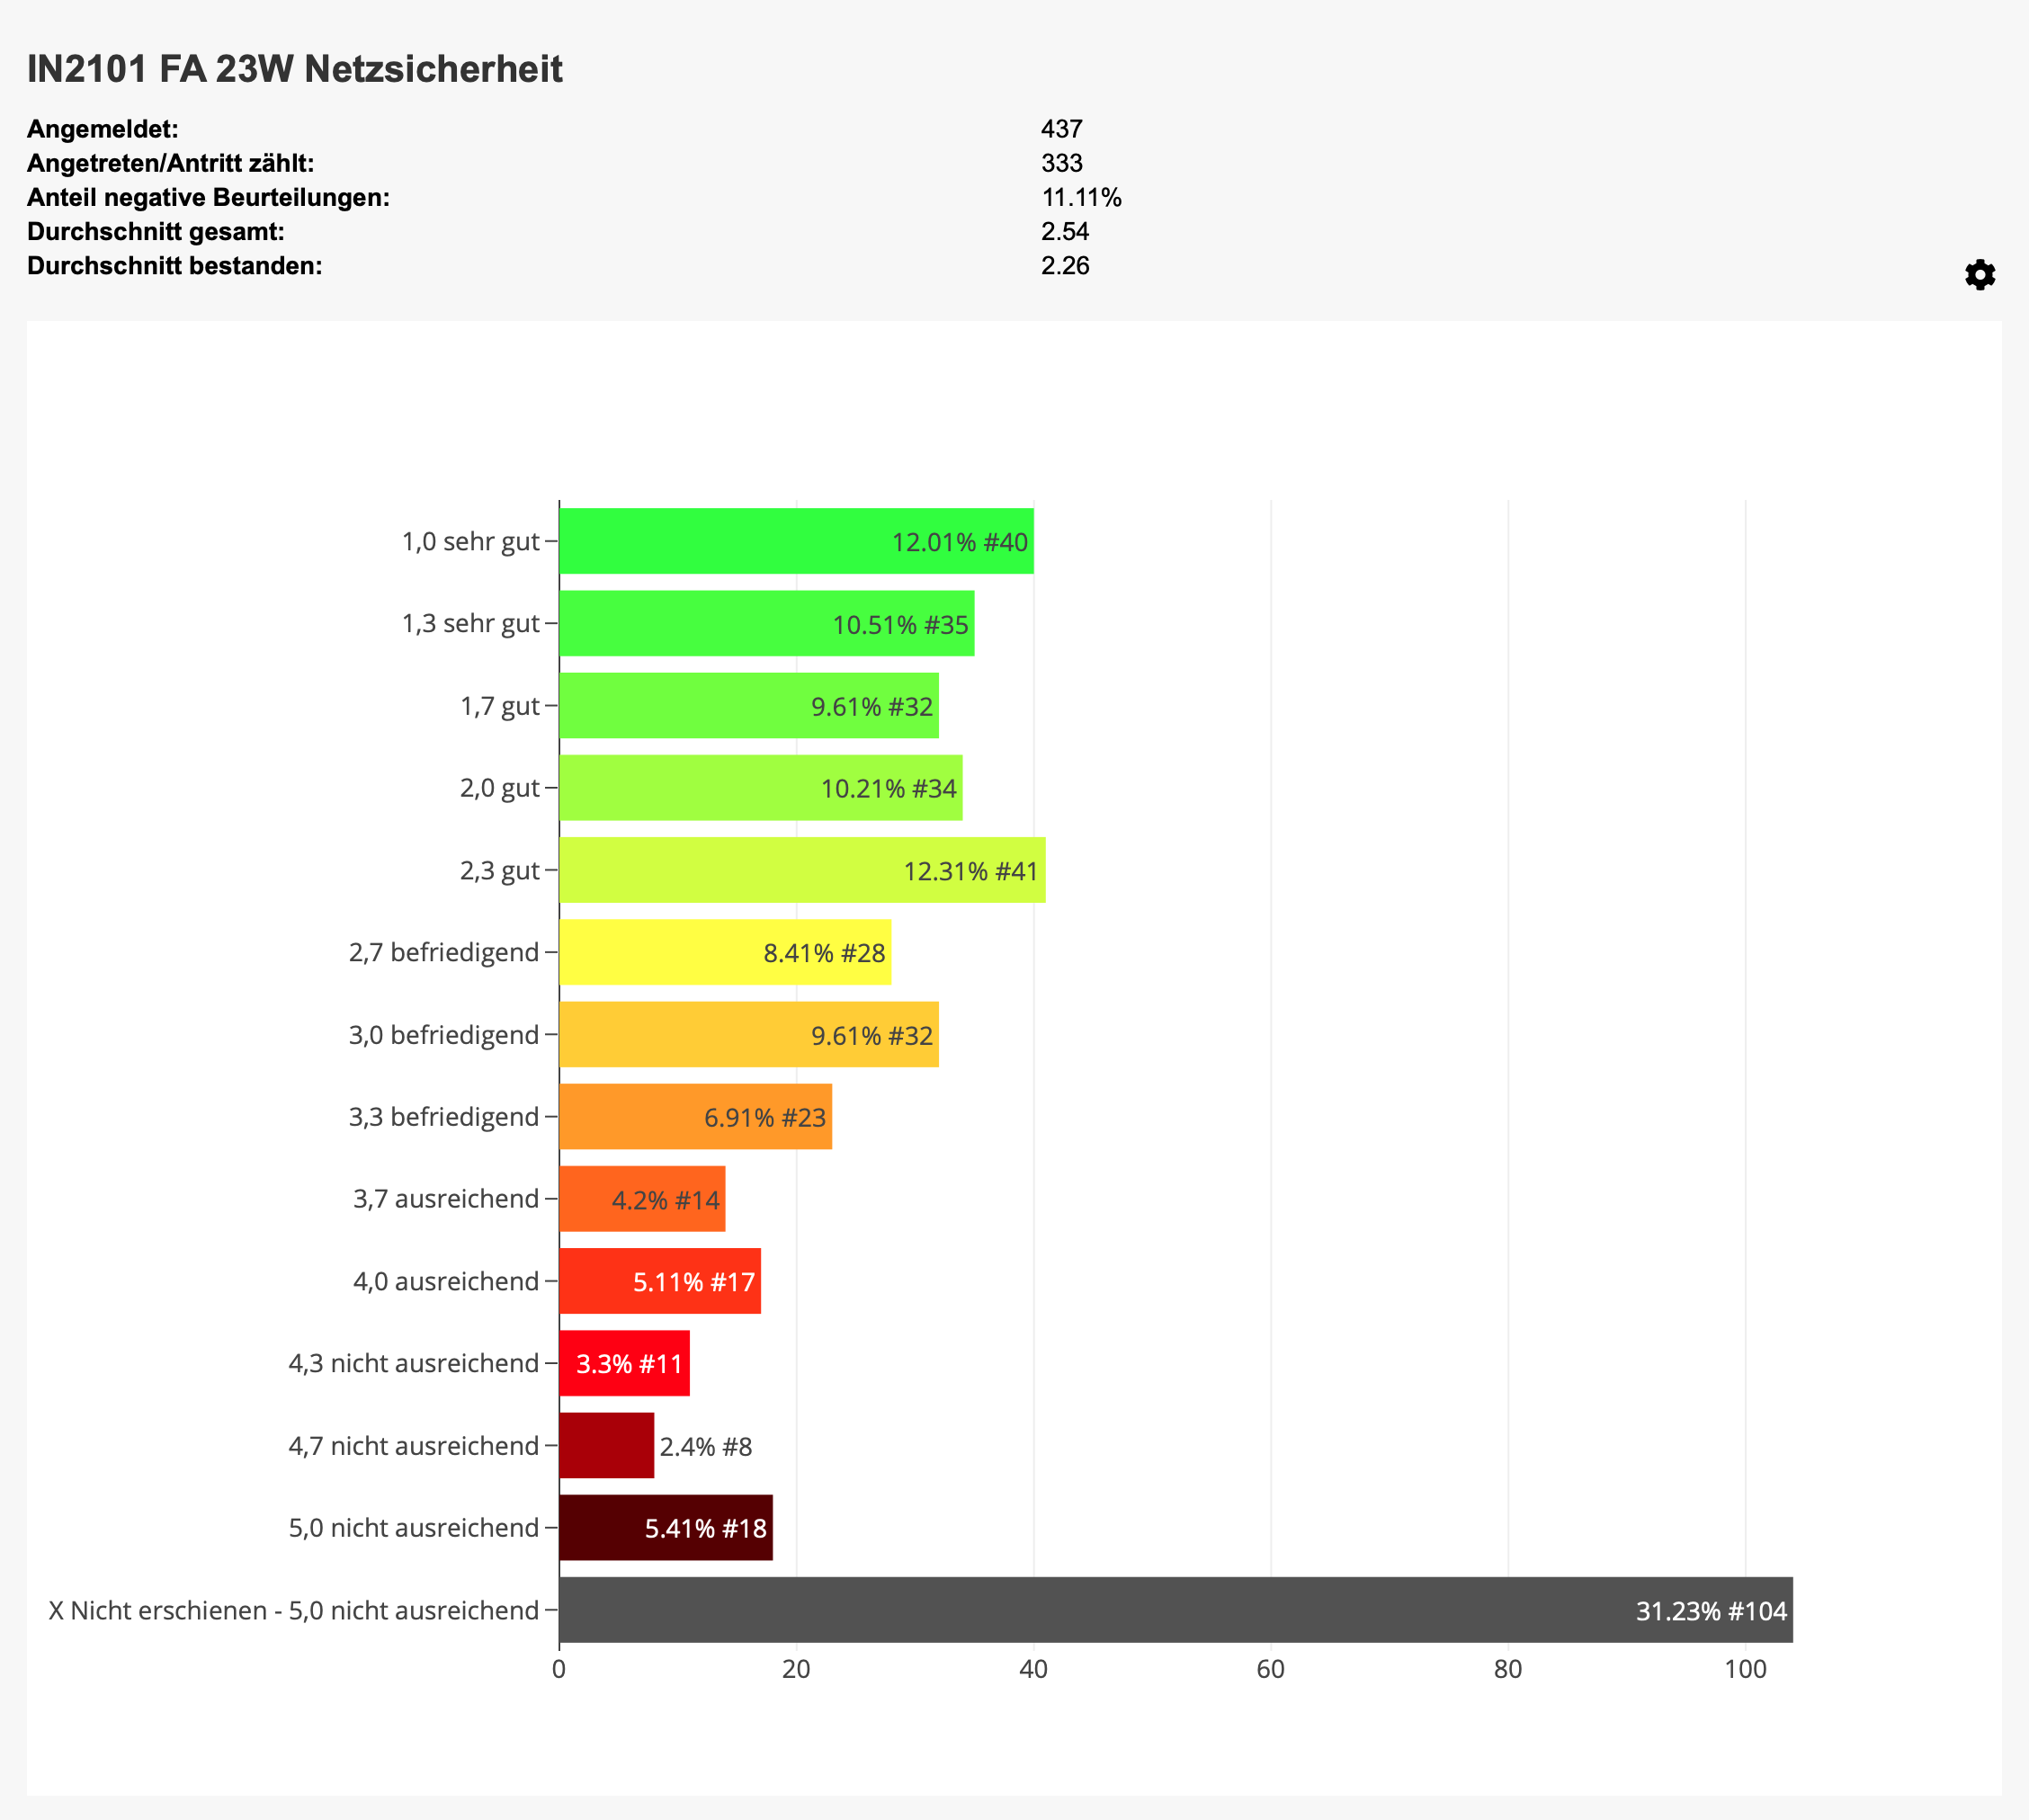 IN2101 FA 23W Netzsicherheit
Angemeldet: 437
Angetreten/Antritt zählt: 333
Anteil negative Beurteilungen: 11.11%
Durchschnitt gesamt: 2.54
Durchschnitt bestanden: 2.26
1,0 sehr gut 12.01% #40
1,3 sehr gut 10.51% #35
1,7 gut 9.61% #32
2,0 gut 10.21% #34
2,3 gut 12.31% #41
2,7 befriedigend 8.41% #28
3,0 befriedigend 9.61% #32
3,3 befriedigend 6.91% #23
3,7 ausreichend 4.2% #14
4,0 ausreichend 5.11% #17
4,3 nicht ausreichend 3.3% #11
4,7 nicht ausreichend 2.4% #8
5,0 nicht ausreichend 5.41% #18
X Nicht erschienen - 5,0 nicht ausreichend 31.23% #104
0 20 40 60 80 100